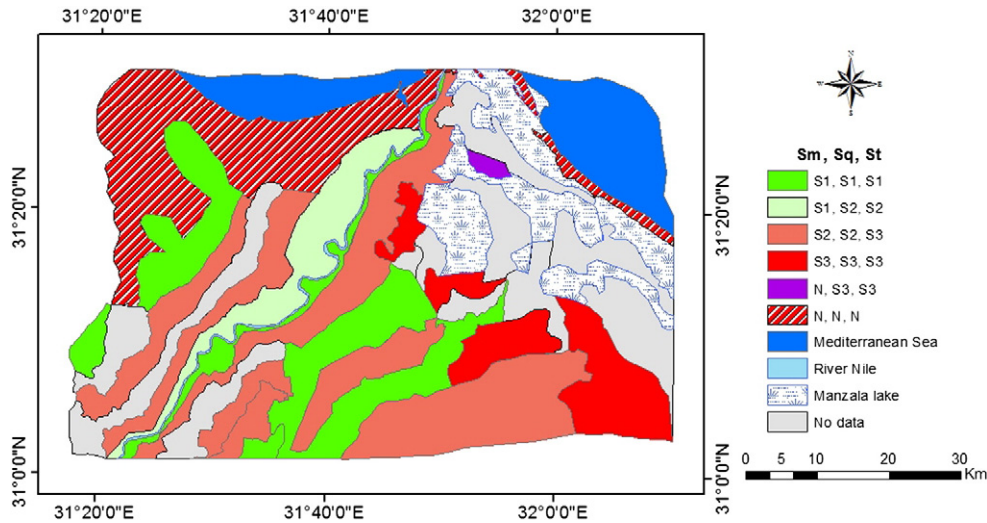 31°20'0"E 31°40'0"E 32°0'0"E
31°20'0"N
31°0'0"N
31°20'0"N
31°0'0"N
31°20'0"E 31°40'0"E 32°0'0"E
N
Sm, Sq, St
S1, S1, S1
S1, S2, S2
S2, S2, S3
S3, S3, S3
N, S3, S3
N, N, N
Mediterranean Sea
River Nile
Manzala lake
No data
0 5 10 20 30
Km